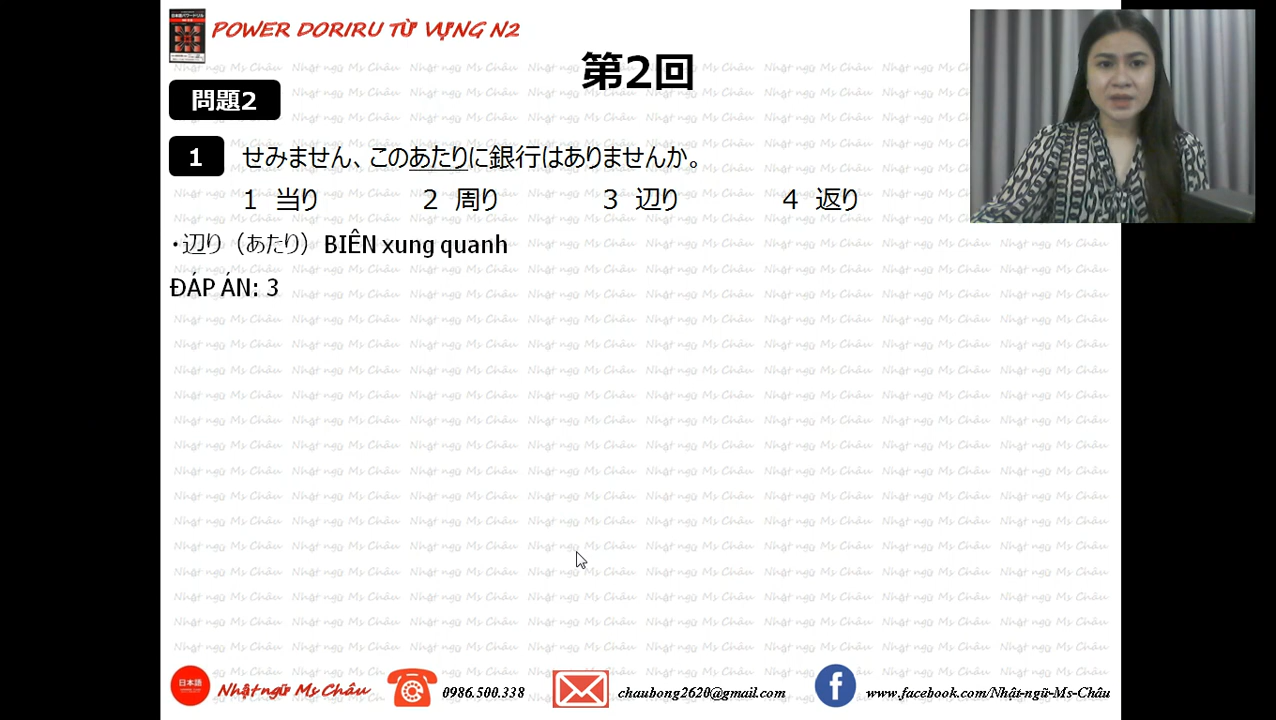 POWER DORIRU TỪ VỰNG N2
第2回
問題2
1 せみません、このあたりに銀行はありませんか。
1 当り 2 周り 3 辺り 4 返り
・辺り（あたり）BIÊN xung quanh
ĐÁP ÁN: 3
日本語 Nhật ngữ Ms Châu 0986.500.338 chaubong2620@gmail.com www.facebook.com/Nhật-ngữ-Ms-Châu